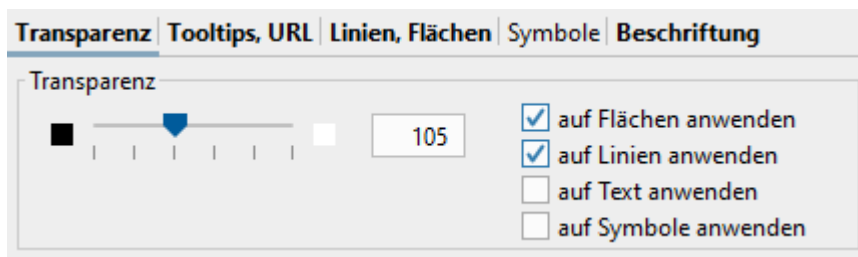 Transparenz Tooltips, URL Linien, Flächen Symbole Beschriftung
Transparenz
105
auf Flächen anwenden
auf Linien anwenden
auf Text anwenden
auf Symbole anwenden